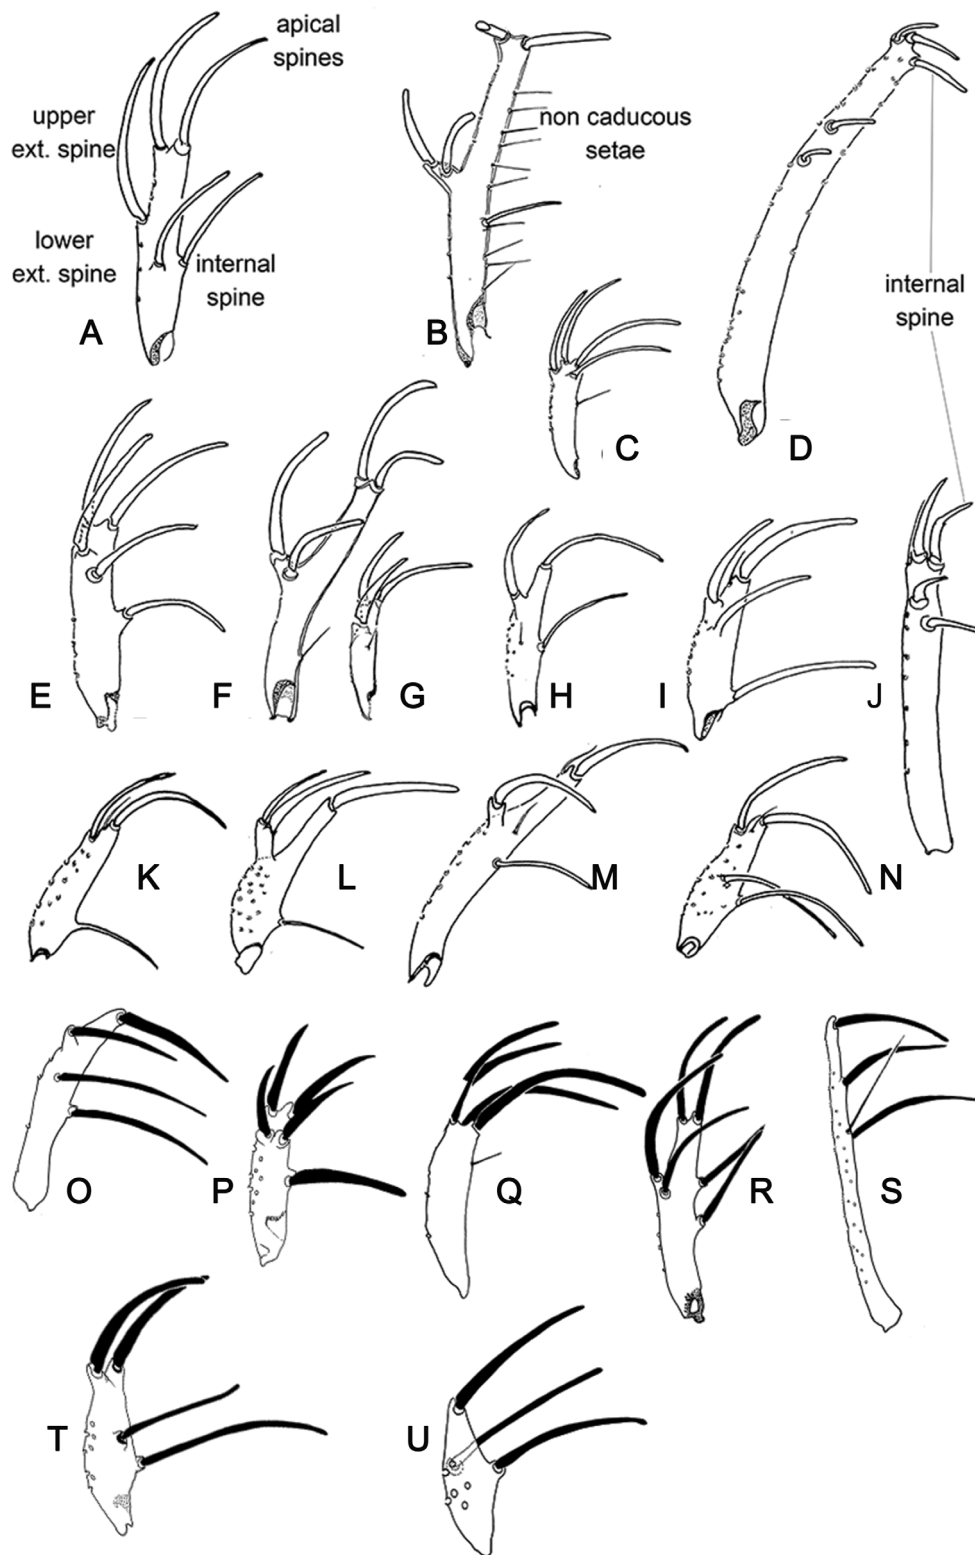 apical
spines
upper
ext. spine
lower
ext. spine
internal
spine
A
non caducous
setae
B
C
D
internal
spine
E
F
G
H
I
J
K
L
M
N
O
P
Q
R
S
T
U